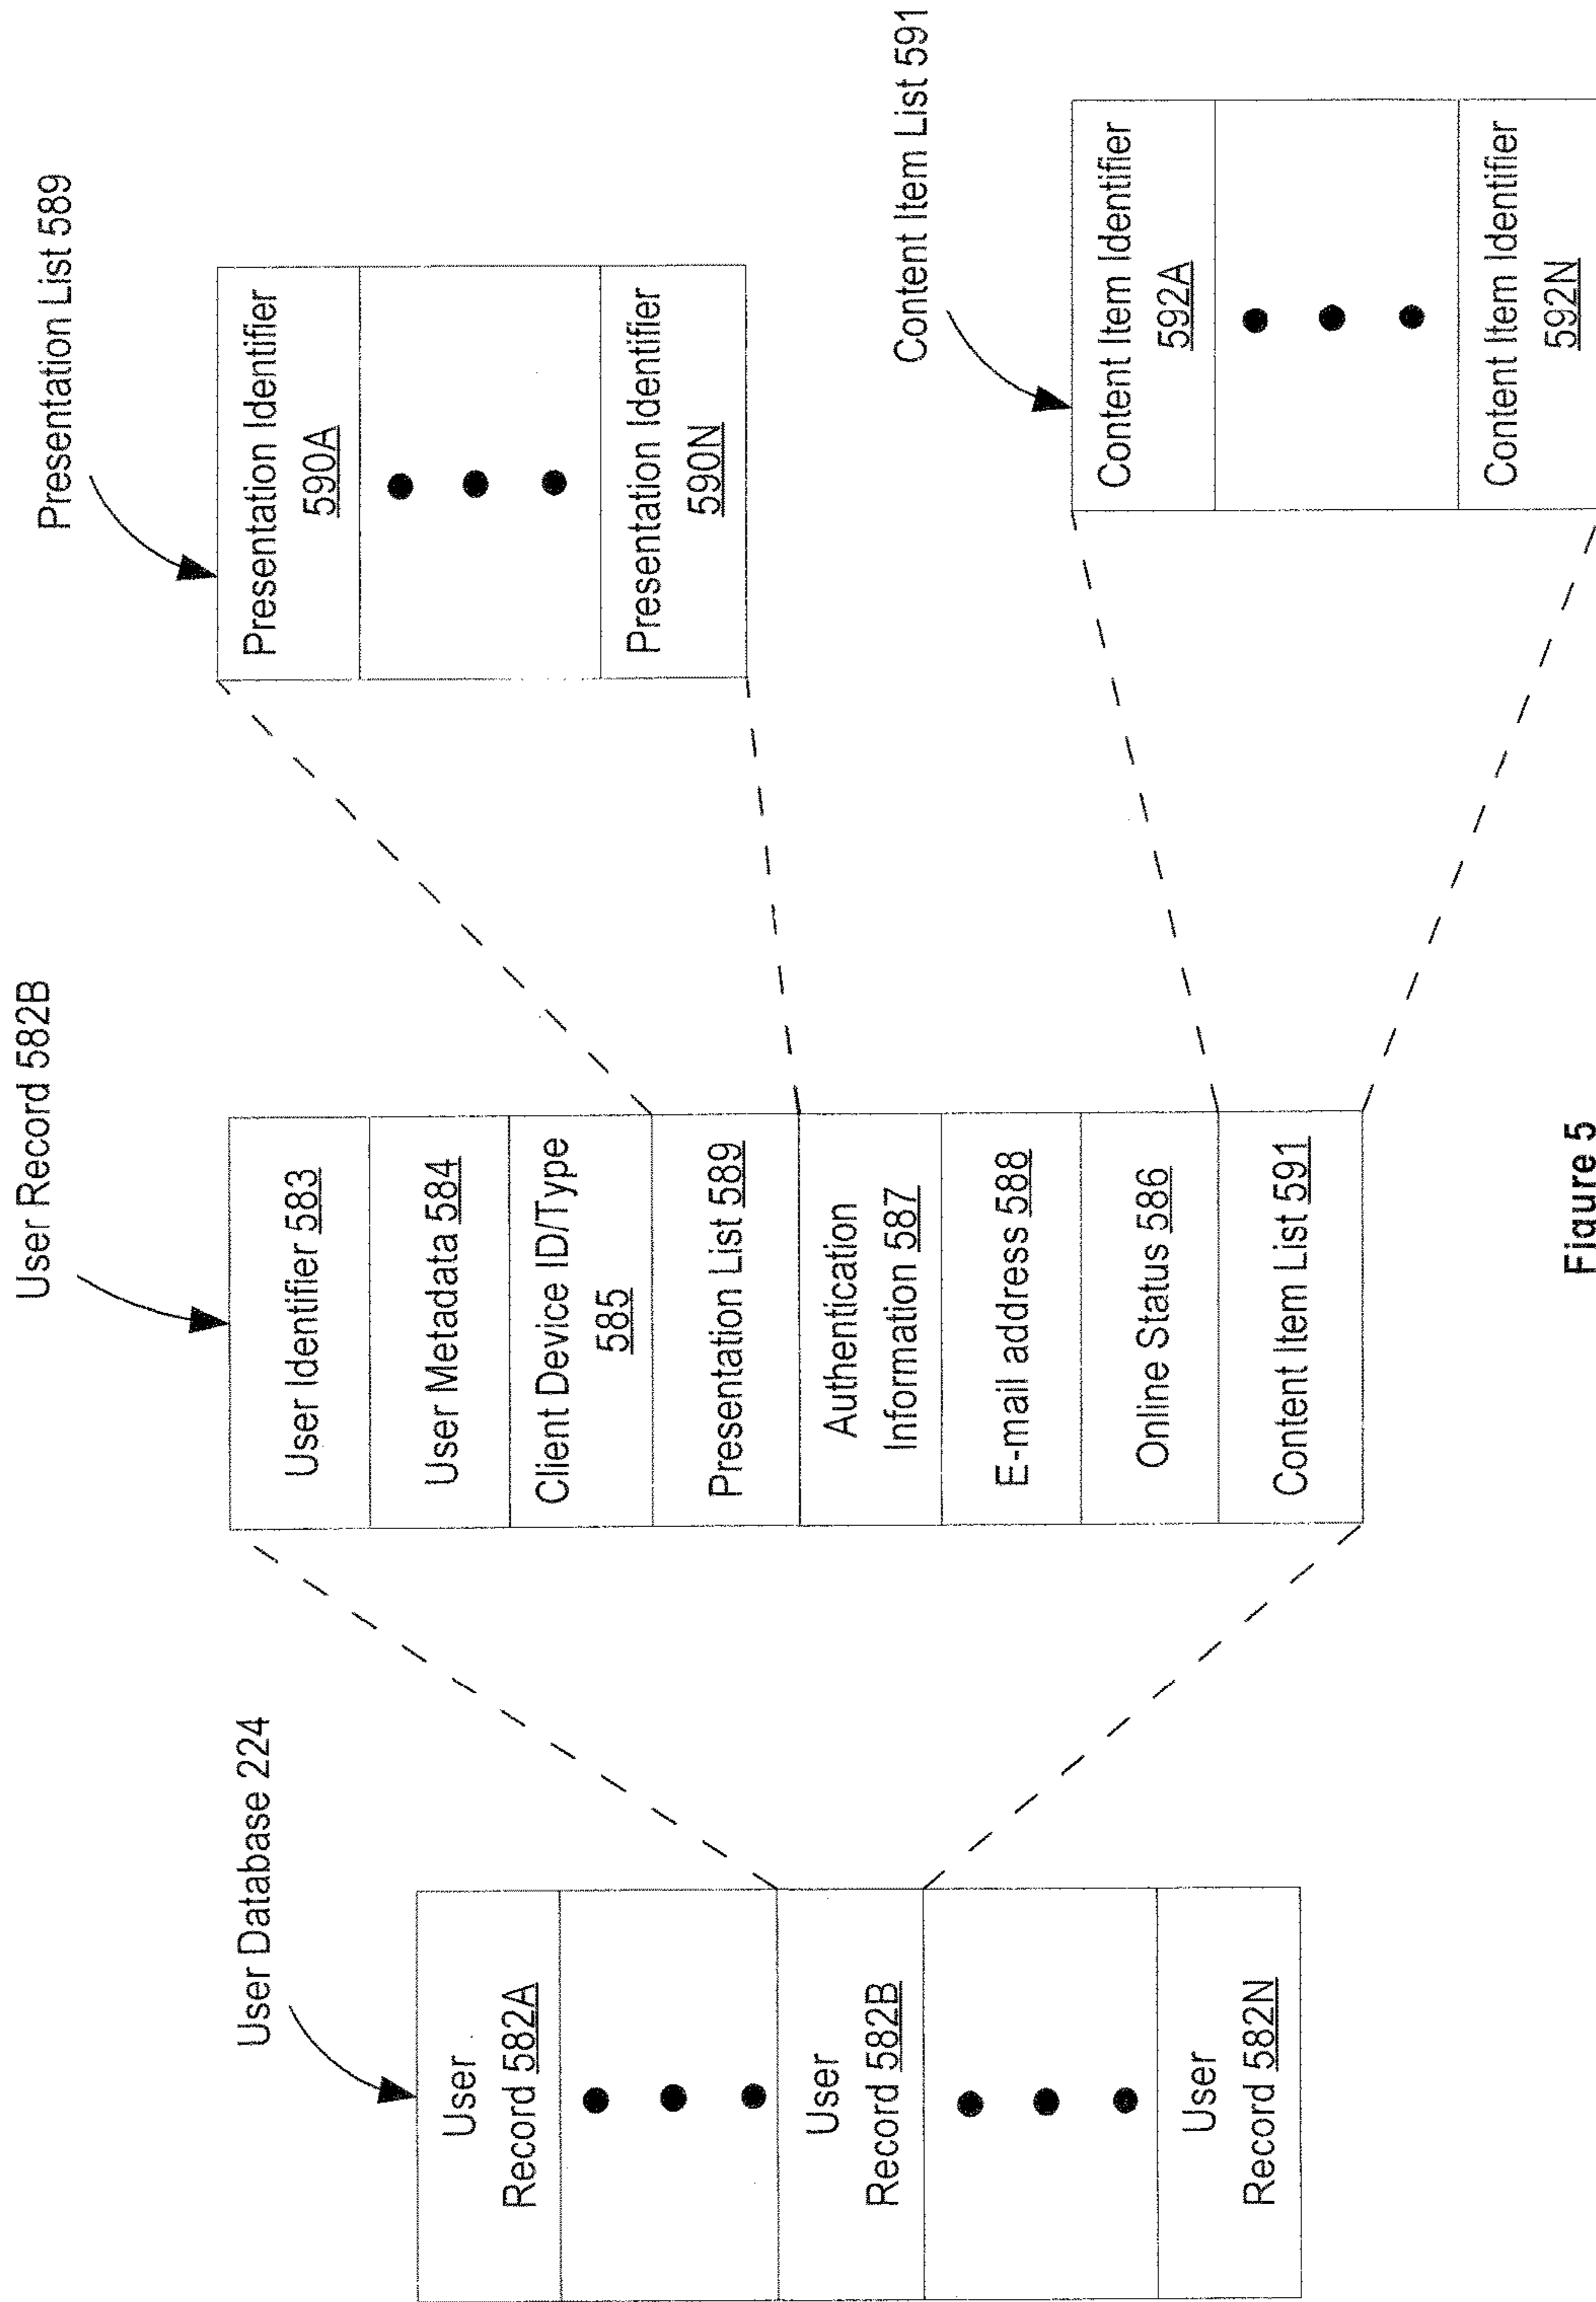 User Database 224
User
Record 582A
User
Record 582B
User
Record 582N
User Record 582B
User Identifier 583
User Metadata 584
Client Device ID/Type
585
Presentation List 589
Authentication
Information 587
E-mail address 588
Online Status 586
Content Item List 591
Presentation List 589
Presentation Identifier
590A
Presentation Identifier
590N
Content Item List 591
Content Item Identifier
592A
Content Item Identifier
592N
Figure 5